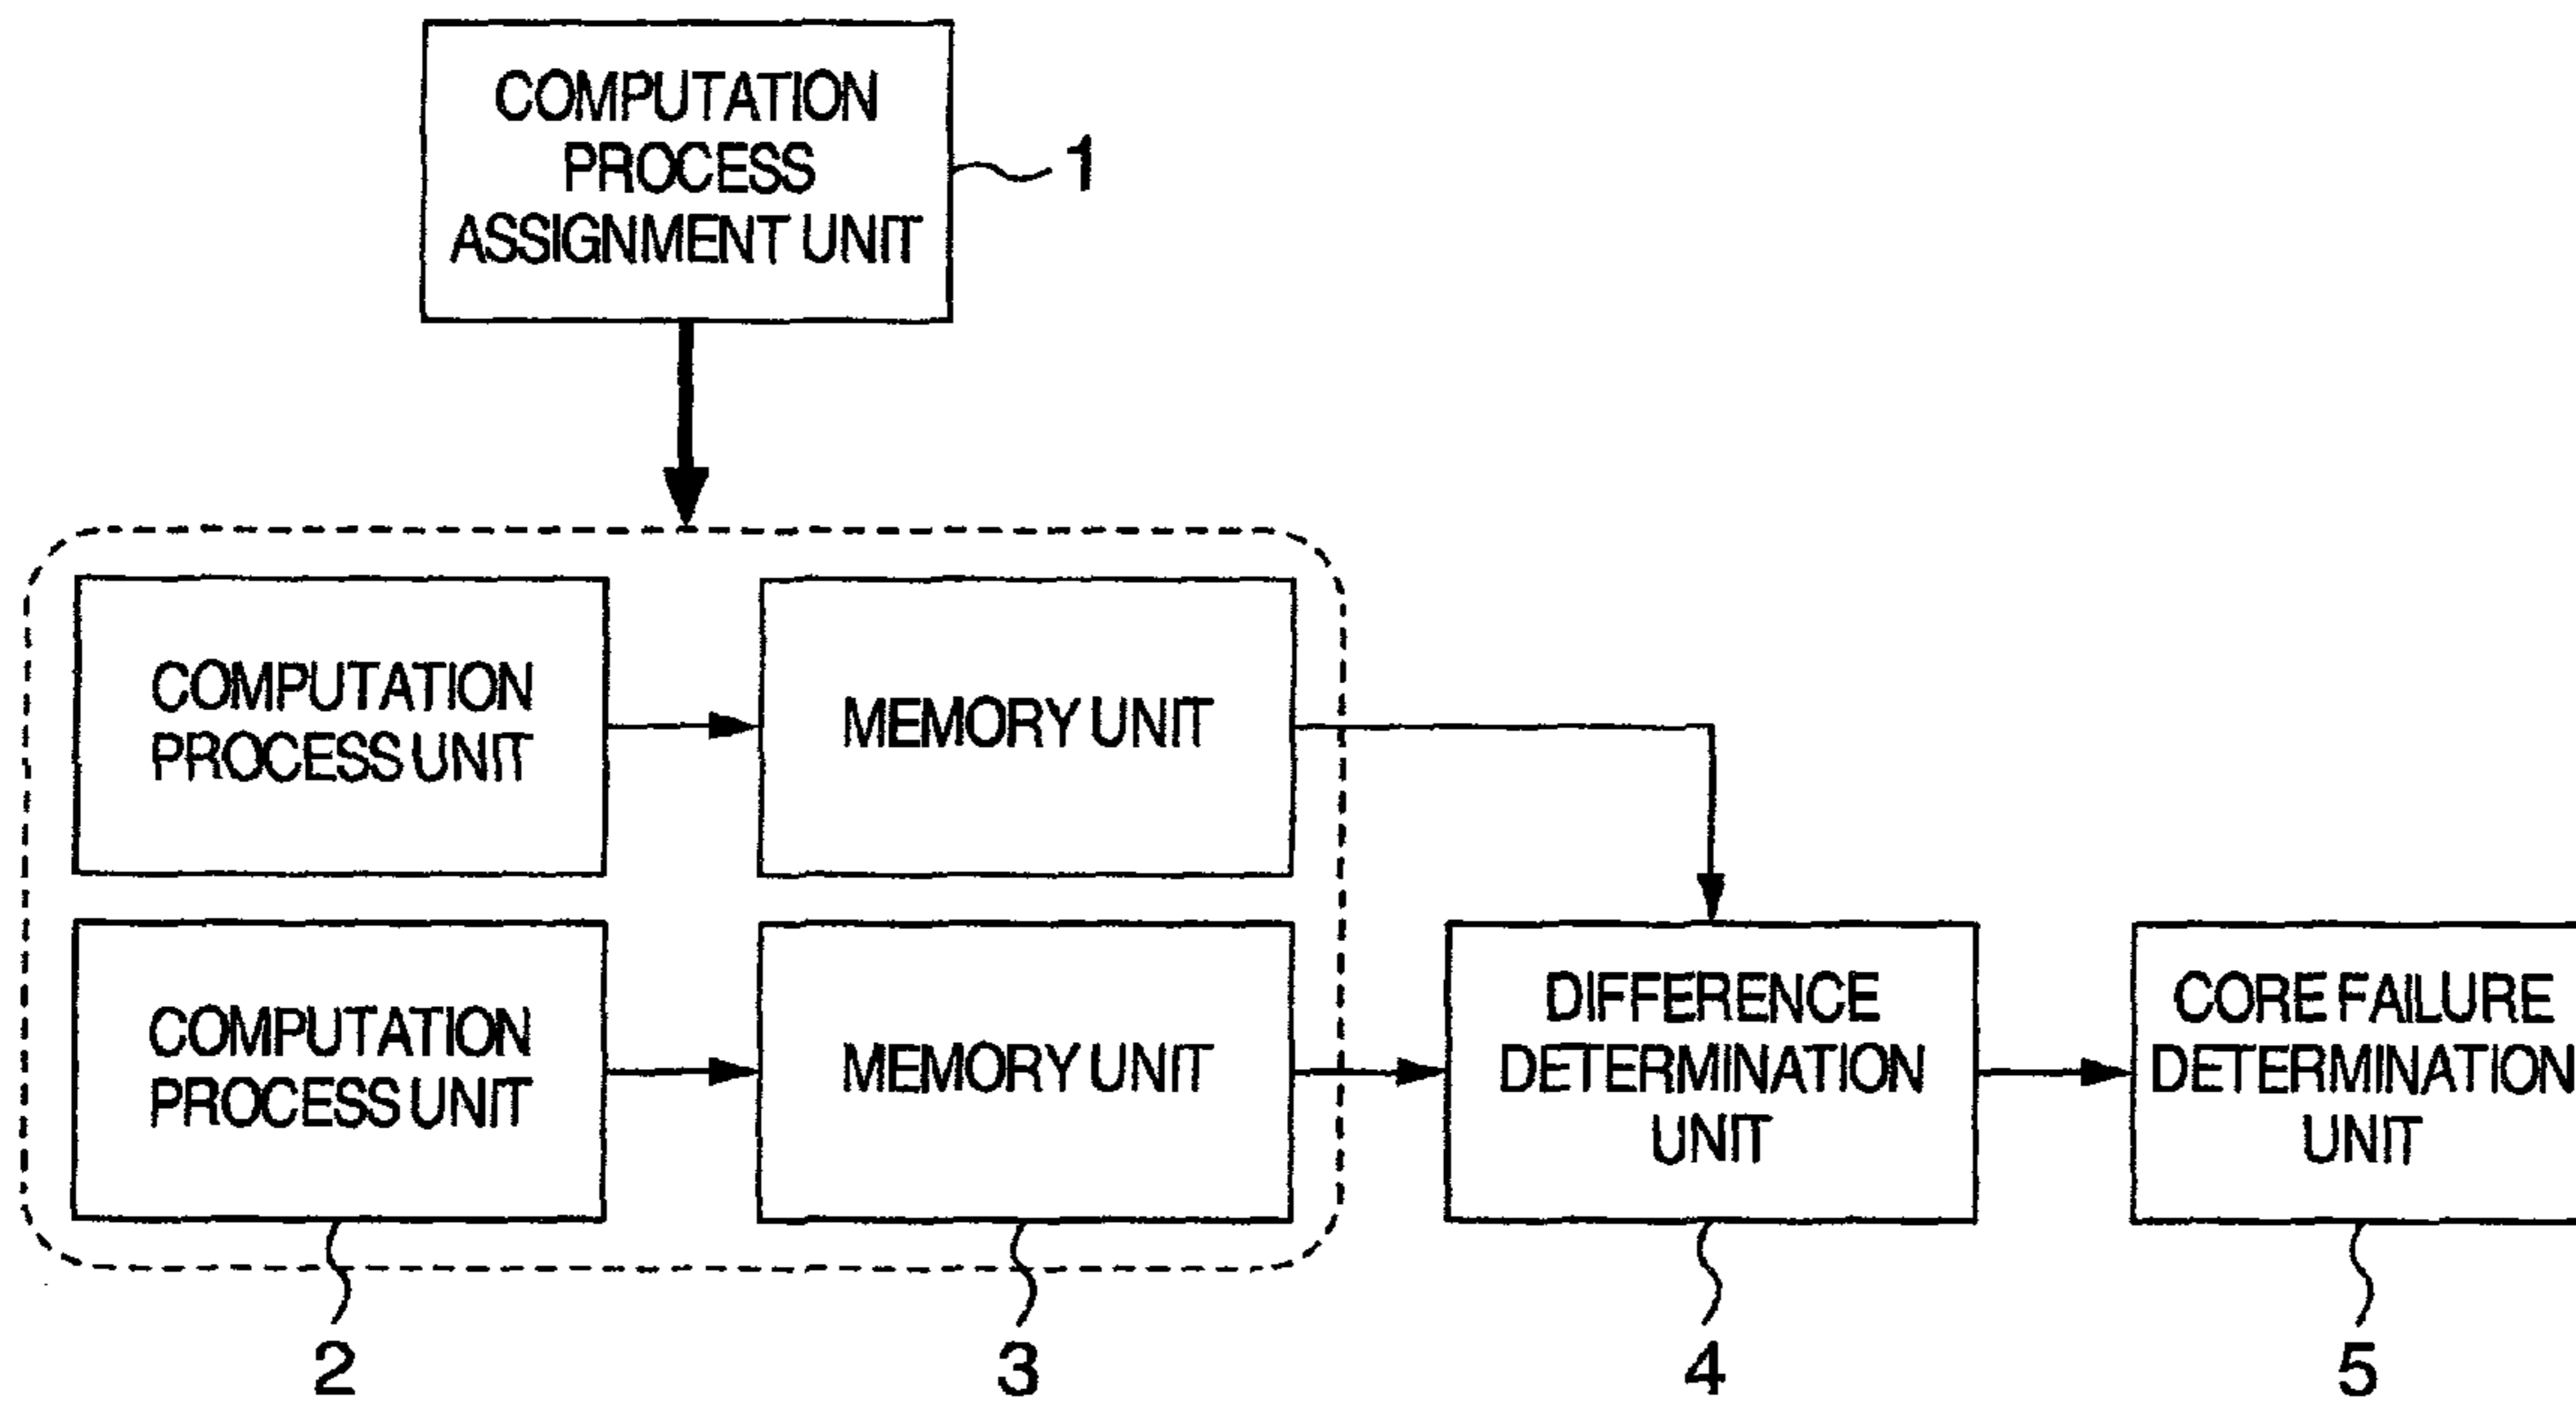 COMPUTATION
PROCESS
ASSIGNMENT UNIT
1
COMPUTATION
PROCESS UNIT
MEMORY UNIT
COMPUTATION
PROCESS UNIT
MEMORY UNIT
DIFFERENCE
DETERMINATION
UNIT
CORE FAILURE
DETERMINATION
UNIT
2
3
4
5